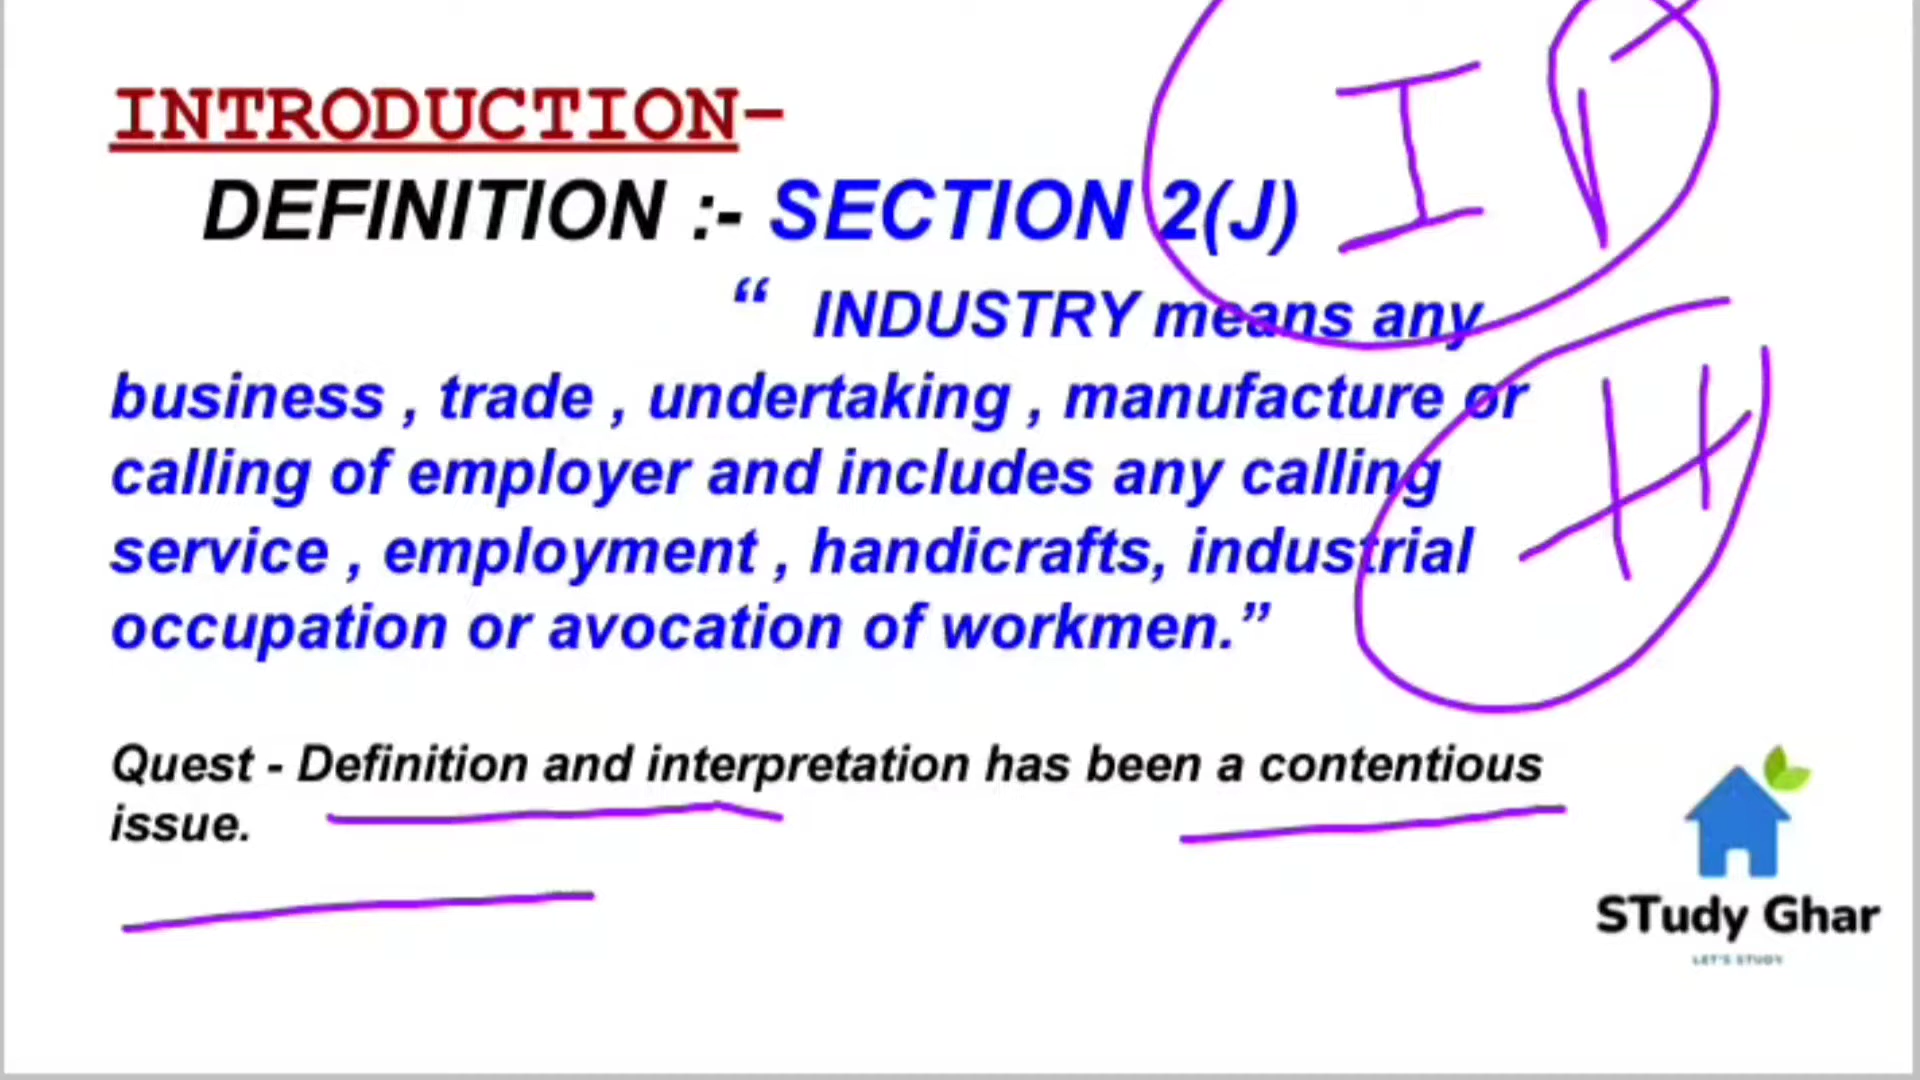 INTRODUCTION-
DEFINITION :- SECTION 2(J)
“ INDUSTRY means any
business , trade , undertaking , manufacture or
calling of employer and includes any calling
service , employment , handicrafts, industrial
occupation or avocation of workmen.”
Quest - Definition and interpretation has been a contentious
issue.
STudy Ghar
LET'S STUDY